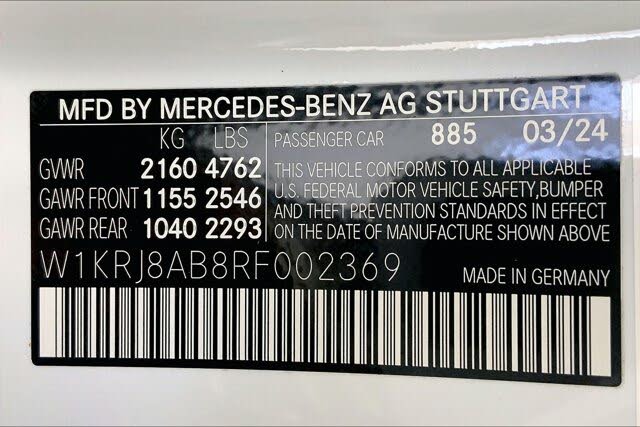 MFD BY MERCEDES-BENZ AG STUTTGART
KG LBS
GVWR 2160 4762
GAWR FRONT 1155 2546
GAWR REAR 1040 2293
PASSENGER CAR 885 03/24
THIS VEHICLE CONFORMS TO ALL APPLICABLE
U.S. FEDERAL MOTOR VEHICLE SAFETY,BUMPER
AND THEFT PREVENTION STANDARDS IN EFFECT
ON THE DATE OF MANUFACTURE SHOWN ABOVE
W1KRJ8AB8RF002369 MADE IN GERMANY